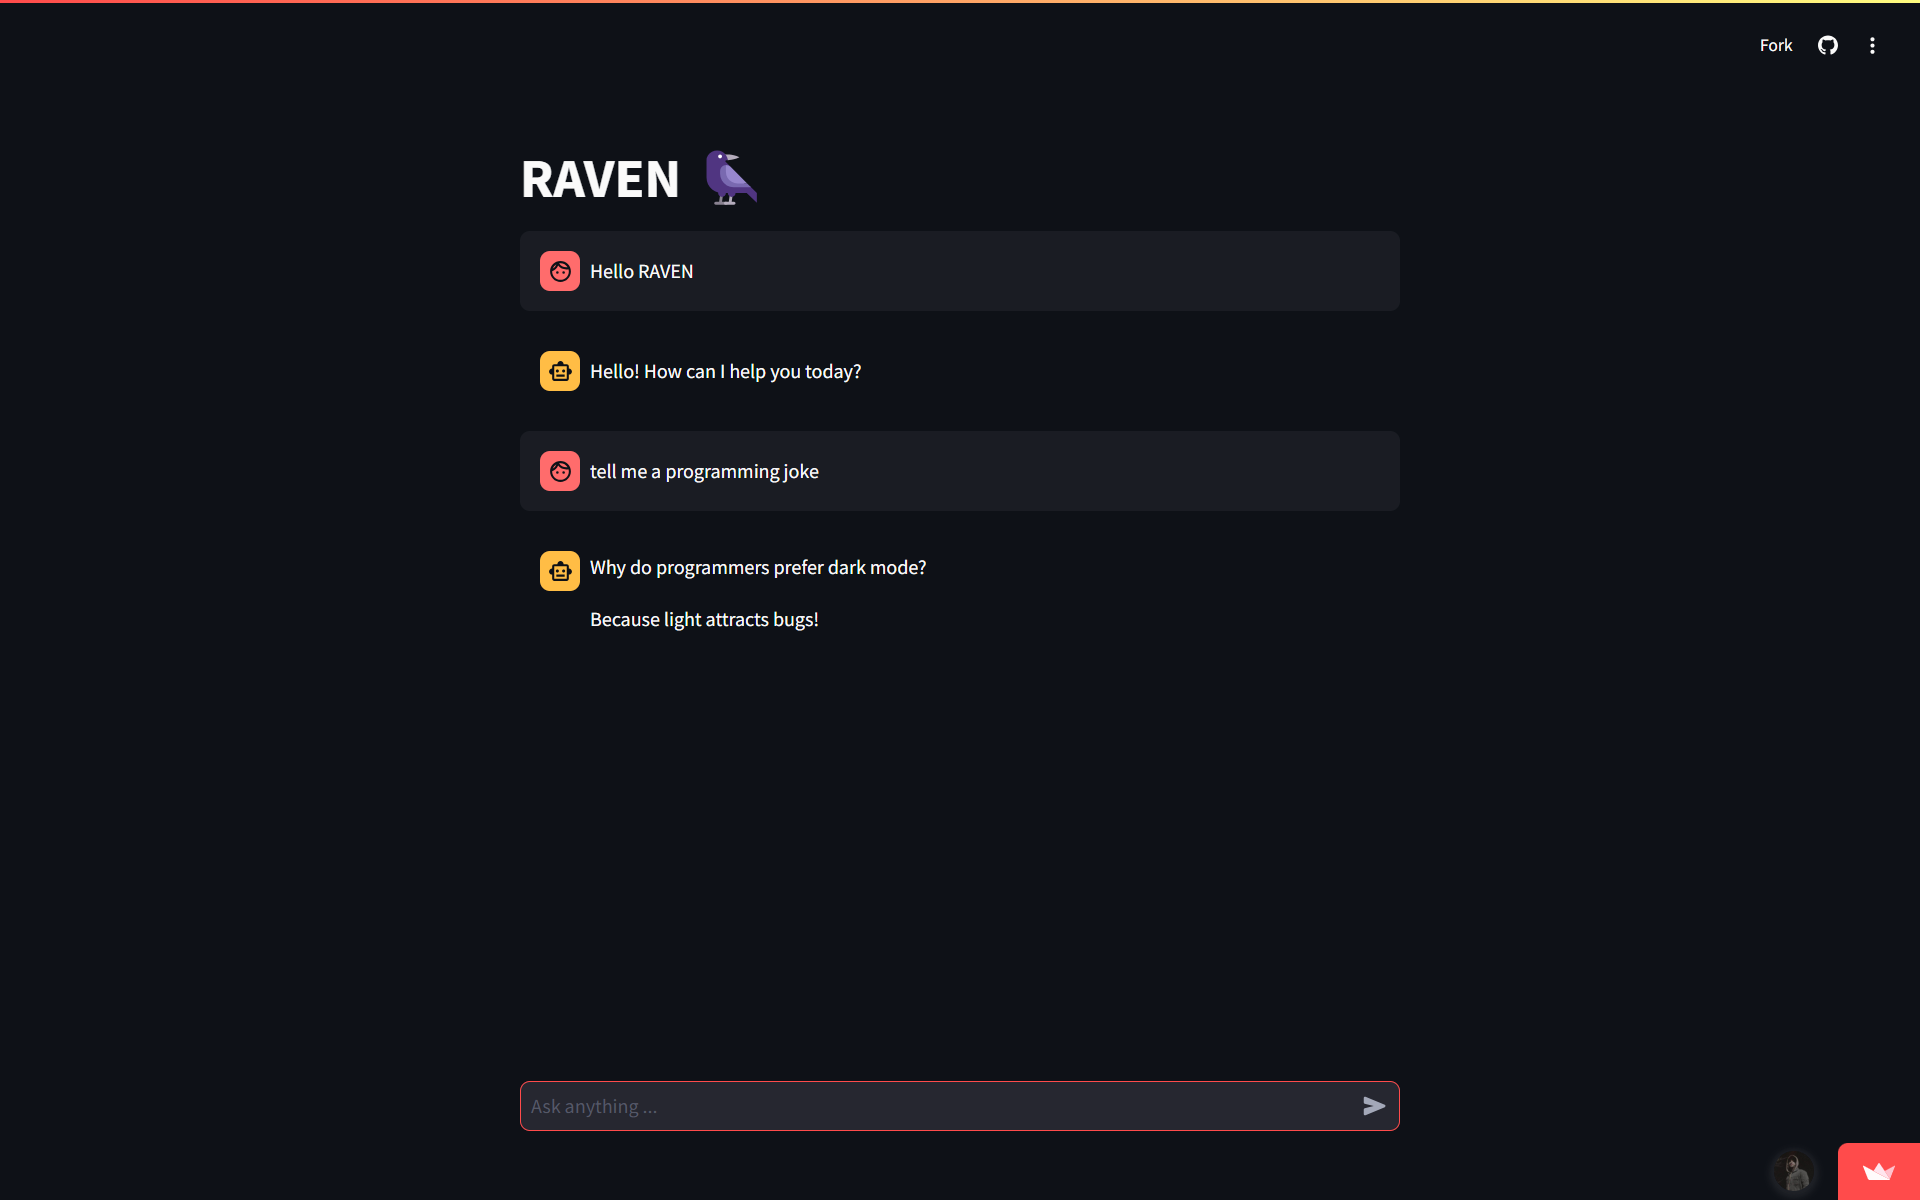 Fork
RAVEN
Hello RAVEN
Hello! How can I help you today?
tell me a programming joke
Why do programmers prefer dark mode?
Because light attracts bugs!
Ask anything ...